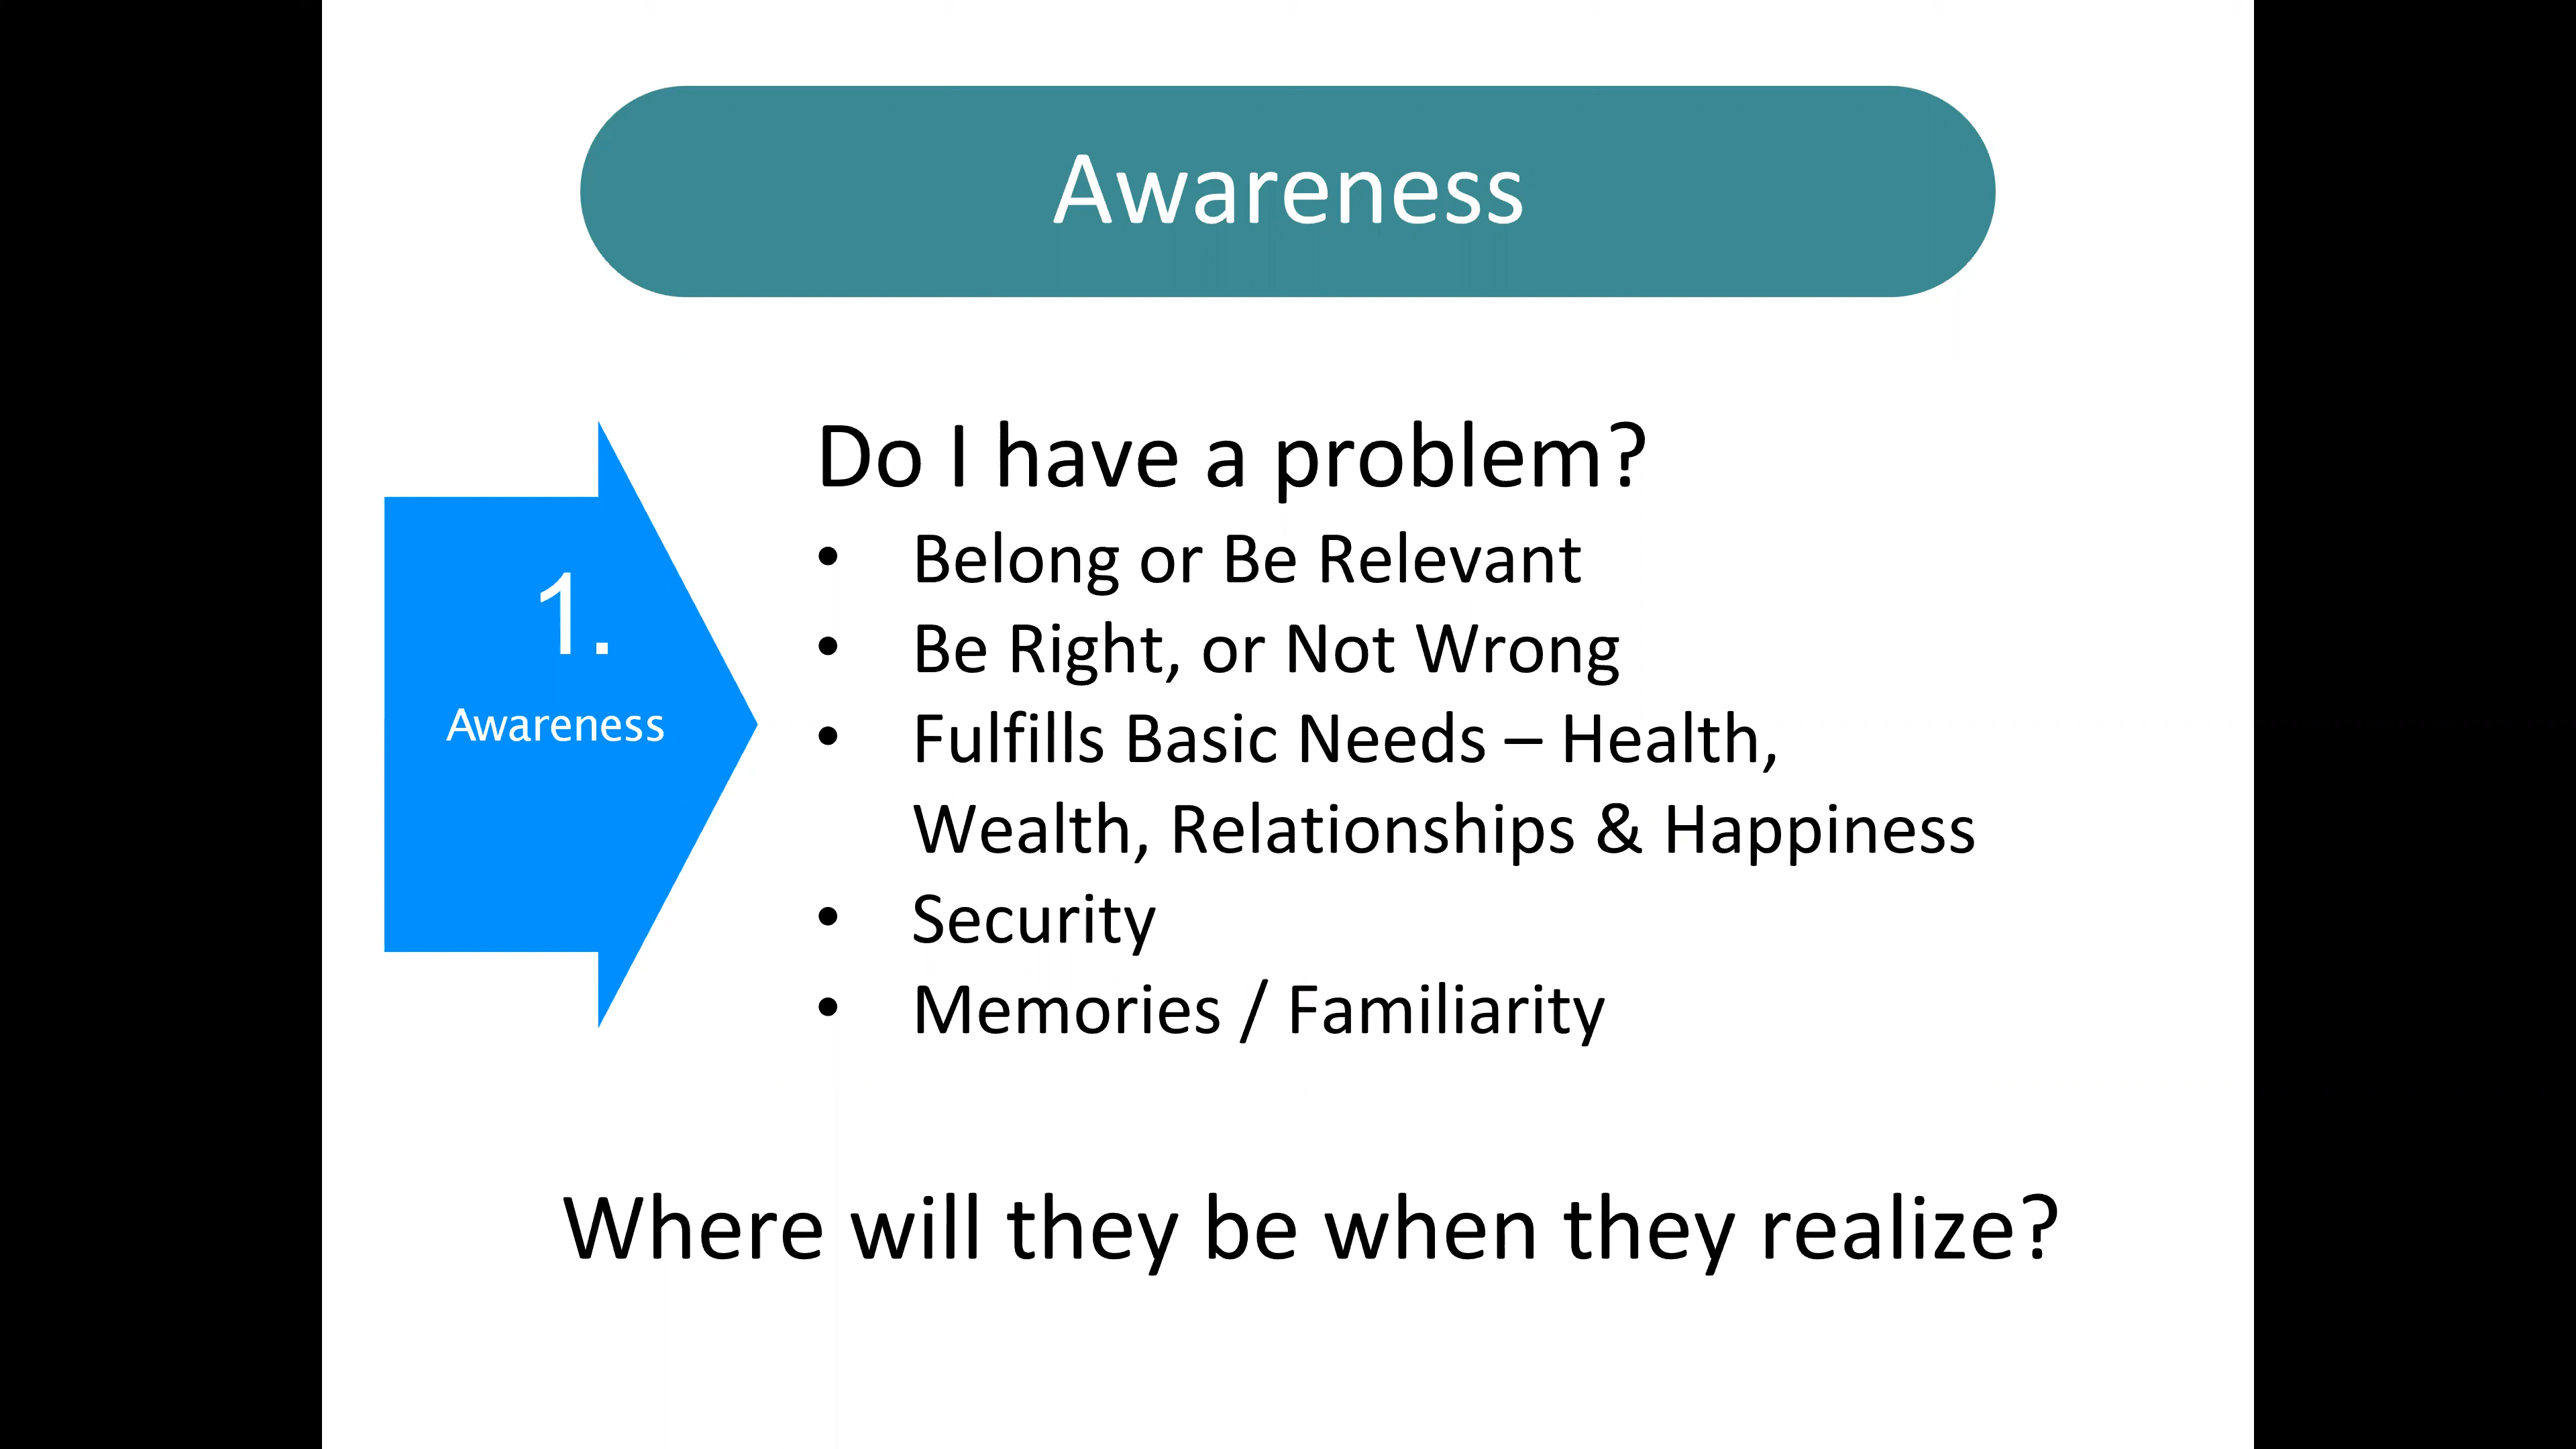 Awareness
1.
Awareness
Do I have a problem?
• Belong or Be Relevant
• Be Right, or Not Wrong
• Fulfills Basic Needs – Health,
Wealth, Relationships & Happiness
• Security
• Memories / Familiarity
Where will they be when they realize?